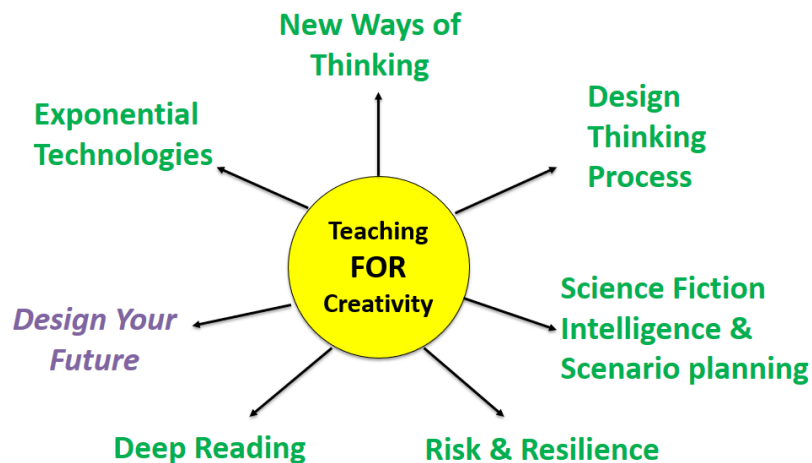 New Ways of
Thinking
Exponential
Technologies
Design
Thinking
Process
Teaching
FOR
Creativity
Design Your
Future
Science Fiction
Intelligence &
Scenario planning
Deep Reading
Risk & Resilience